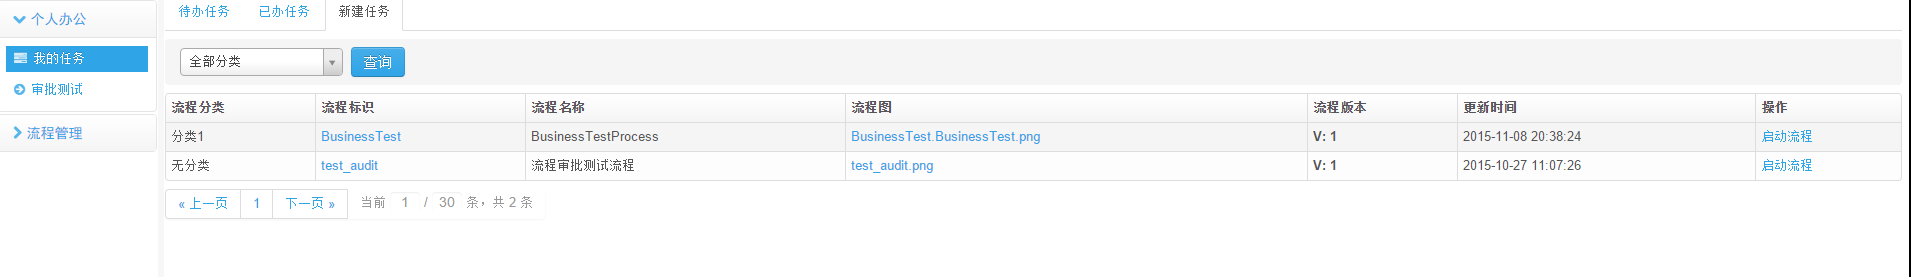 个人办公
我的任务
审批测试
流程管理
待办任务 已办任务 新建任务
全部分类 查询
流程分类 流程标识 流程名称 流程图 流程版本 更新时间 操作
分类1 BusinessTest BusinessTestProcess BusinessTest.BusinessTest.png V: 1 2015-11-08 20:38:24 启动流程
无分类 test_audit 流程审批测试流程 test_audit.png V: 1 2015-10-27 11:07:26 启动流程
« 上一页 1 下一页 » 当前 1 / 30 条，共 2 条